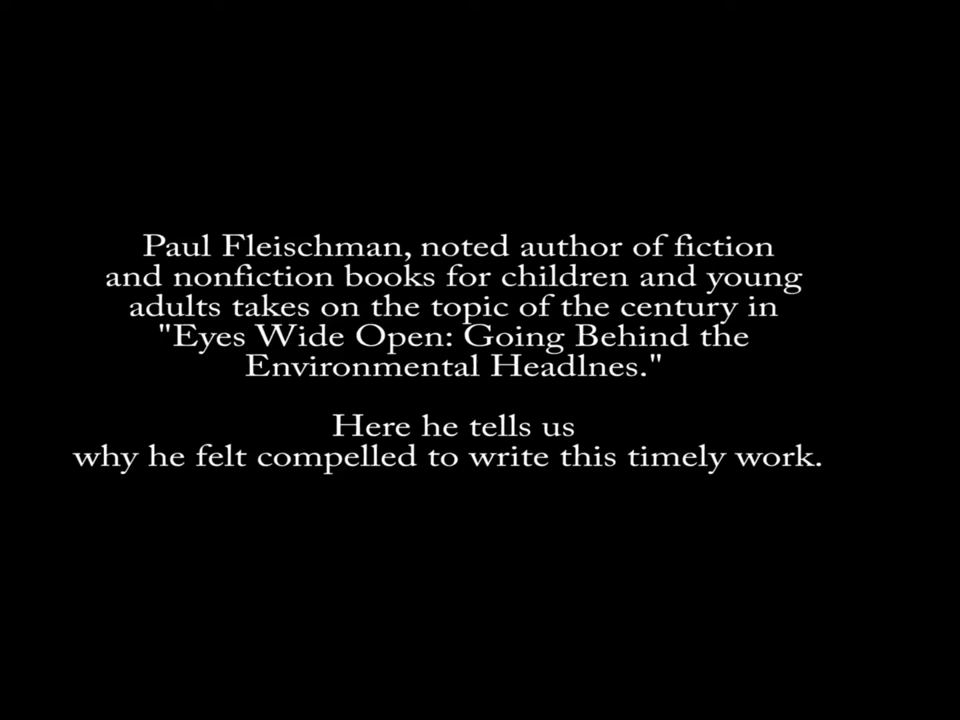 Paul Fleischman, noted author of fiction
and nonfiction books for children and young
adults takes on the topic of the century in
"Eyes Wide Open: Going Behind the
Environmental Headlnes."
Here he tells us
why he felt compelled to write this timely work.